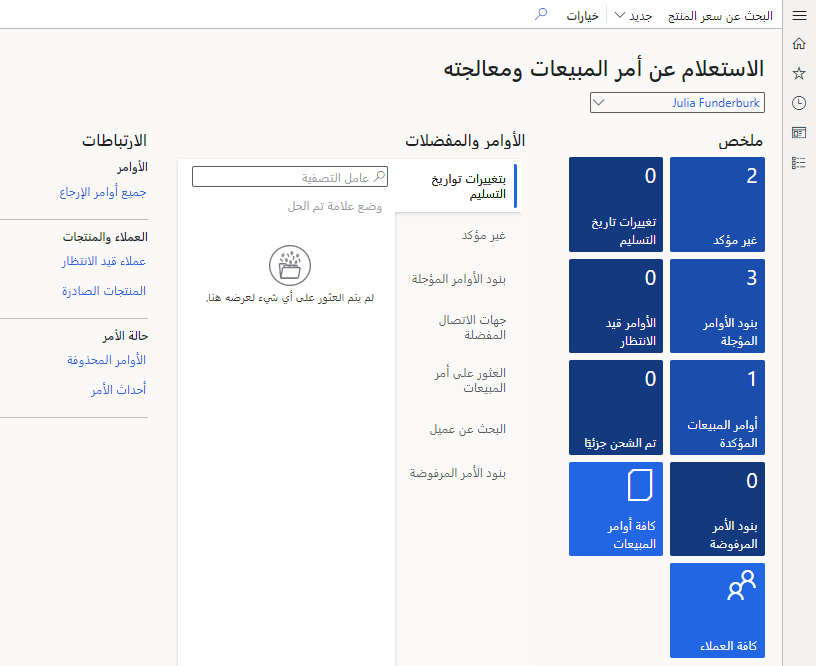 البحث عن سعر المنتج
جديد
خيارات
الاستعلام عن أمر المبيعات ومعالجته
Julia Funderburk
ملخص
2
غير مؤكد
0
تغييرات تاريخ
التسليم
3
بنود الأوامر
المؤجلة
0
الأوامر قيد
الانتظار
1
أوامر المبيعات
المؤكدة
0
تم الشحن جزئيًا
0
بنود الأمر
المرفوضة
كافة أوامر
المبيعات
كافة العملاء
الأوامر والمفضلات
بتغييرات تواريخ
التسليم
غير مؤكد
بنود الأوامر المؤجلة
جهات الاتصال
المفضلة
العثور على أمر
المبيعات
البحث عن عميل
بنود الأمر المرفوضة
عامل التصفية
وضع علامة تم الحل
لم يتم العثور على أي شيء لعرضه هنا.
الارتباطات
الأوامر
جميع أوامر الإرجاع
العملاء والمنتجات
عملاء قيد الانتظار
المنتجات الصادرة
حالة الأمر
الأوامر المحذوفة
أحداث الأمر